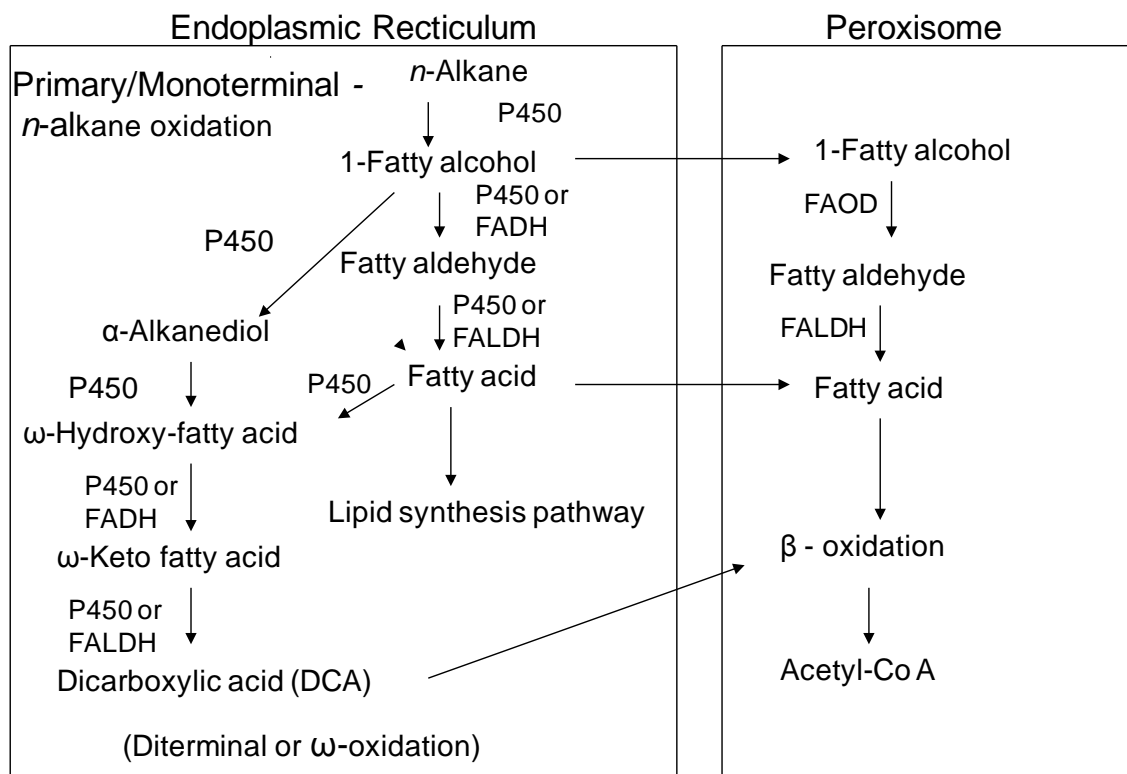 Endoplasmic Recticulum
Peroxisome
Primary/Monoterminal -
n-alkane oxidation
n-Alkane
P450
1-Fatty alcohol
P450 or
FADH
P450
Fatty aldehyde
P450 or
FALDH
α-Alkanediol
Fatty acid
P450
P450
ω-Hydroxy-fatty acid
P450 or
FADH
Lipid synthesis pathway
ω-Keto fatty acid
P450 or
FALDH
Dicarboxylic acid (DCA)
(Diterminal or ω-oxidation)
1-Fatty alcohol
FAOD
Fatty aldehyde
FALDH
Fatty acid
β - oxidation
Acetyl-Co A